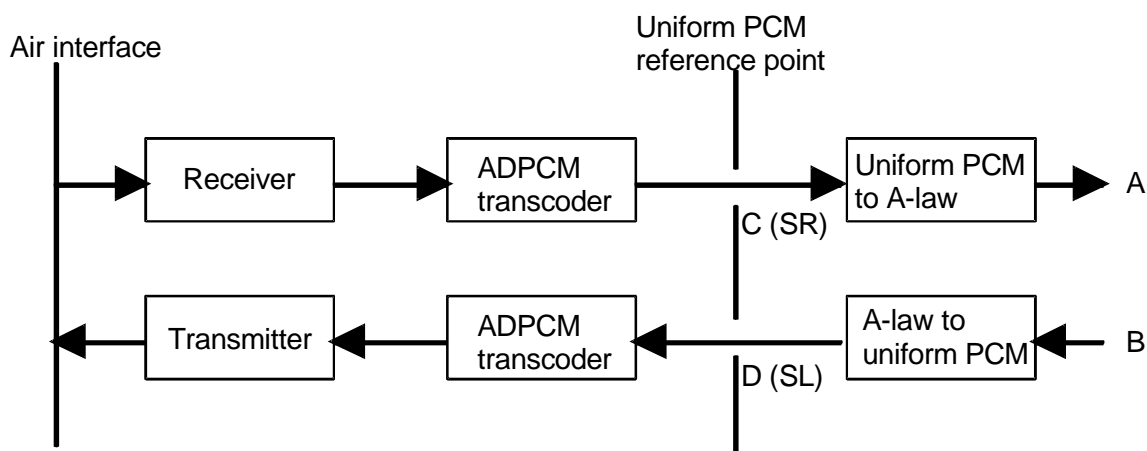 Air interface
Uniform PCM
reference point
Receiver
ADPCM
transcoder
Uniform PCM
to A-law
A
C (SR)
Transmitter
ADPCM
transcoder
A-law to
uniform PCM
B
D (SL)